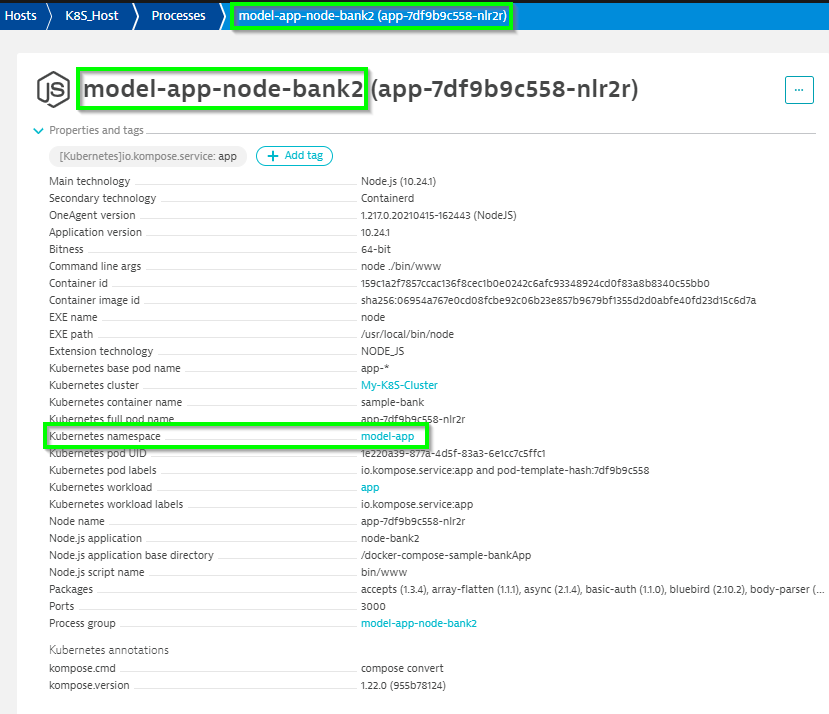 Hosts K8S_Host Processes model-app-node-bank2 (app-7df9b9c558-nlr2r)
JS model-app-node-bank2 (app-7df9b9c558-nlr2r) ...
Properties and tags
[Kubernetes]io.kompose.service: app + Add tag
Main technology Node.js (10.24.1)
Secondary technology Containerd
OneAgent version 1.217.0.20210415-162443 (NodeJS)
Application version 10.24.1
Bitness 64-bit
Command line args node ./bin/www
Container id 159c1a2f7857ccac136f8cec1b0e0242c6afc93348924cd0f83a8b8340c55bb0
Container image id sha256:06954a767e0cd08fcbe92c06b23e857b9679bf1355d2d0abfe40fd23d15c6d7a
EXE name node
EXE path /usr/local/bin/node
Extension technology NODE_JS
Kubernetes base pod name app-*
Kubernetes cluster My-K8S-Cluster
Kubernetes container name sample-bank
Kubernetes full pod name app-7df9b9c558-nlr2r
Kubernetes namespace model-app
Kubernetes pod UID 1e220a39-877a-4d5f-83a3-6e1cc7c5ffc1
Kubernetes pod labels io.kompose.service:app and pod-template-hash:7df9b9c558
Kubernetes workload app
Kubernetes workload labels io.kompose.service:app
Node name app-7df9b9c558-nlr2r
Node.js application node-bank2
Node.js application base directory /docker-compose-sample-bankApp
Node.js script name bin/www
Packages accepts (1.3.4), array-flatten (1.1.1), async (2.1.4), basic-auth (1.1.0), bluebird (2.10.2), body-parser (...
Ports 3000
Process group model-app-node-bank2
Kubernetes annotations
kompose.cmd compose convert
kompose.version 1.22.0 (955b78124)